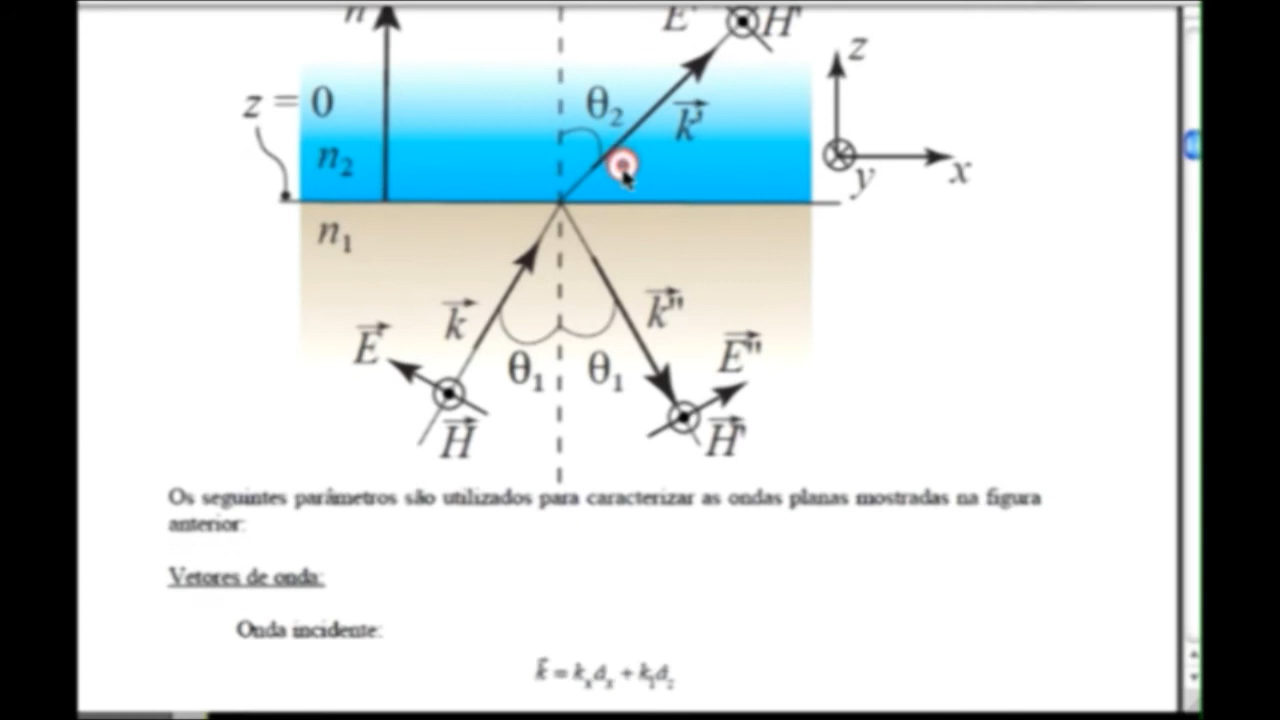 n
E' H'
z
z = 0
θ₂
k'
n₂
y
x
n₁
k
k"
E
E"
θ₁
θ₁
H
H'
Os seguintes parâmetros são utilizados para caracterizar as ondas planas mostradas na figura
anterior:
Vetores de onda:
Onda incidente: